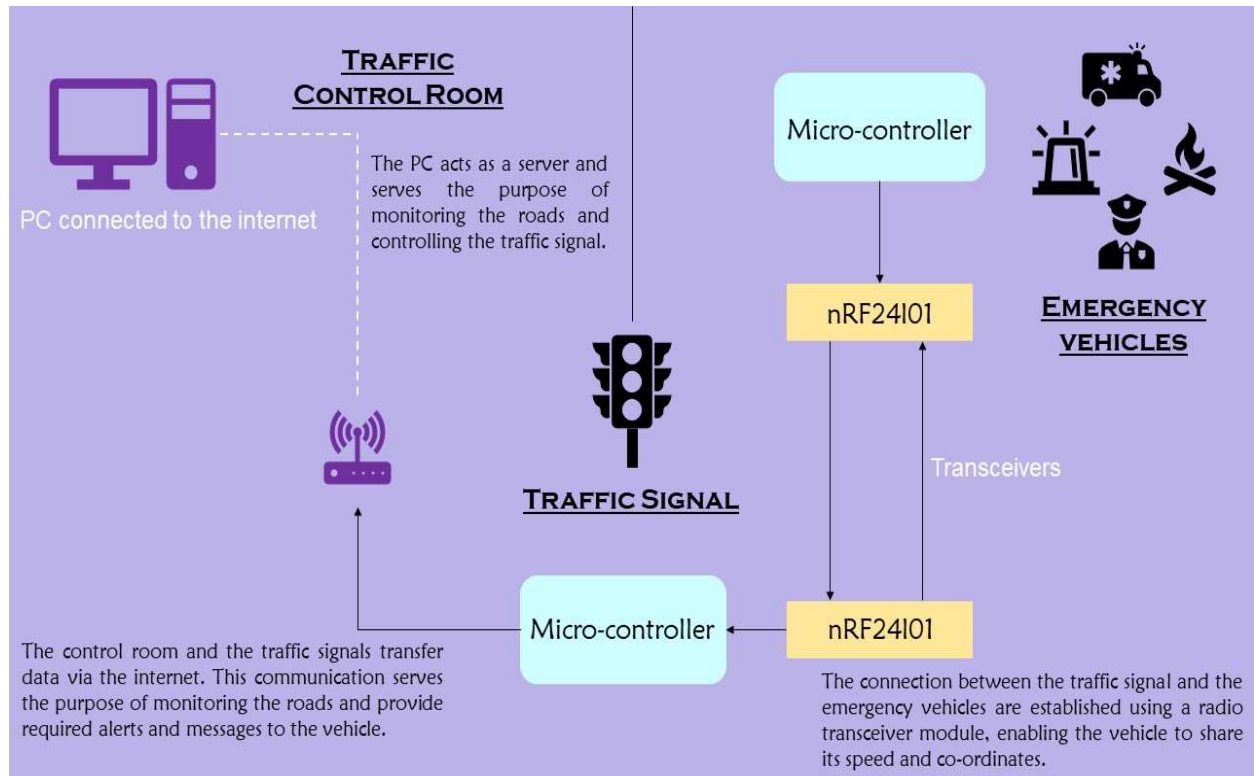 TRAFFIC
CONTROL ROOM
PC connected to the internet
The PC acts as a server and
serves the purpose of
monitoring the roads and
controlling the traffic signal.
Micro-controller
nRF24l01
EMERGENCY
VEHICLES
Transceivers
TRAFFIC SIGNAL
Micro-controller
nRF24l01
The control room and the traffic signals transfer
data via the internet. This communication serves
the purpose of monitoring the roads and provide
required alerts and messages to the vehicle.
The connection between the traffic signal and the
emergency vehicles are established using a radio
transceiver module, enabling the vehicle to share
its speed and co-ordinates.